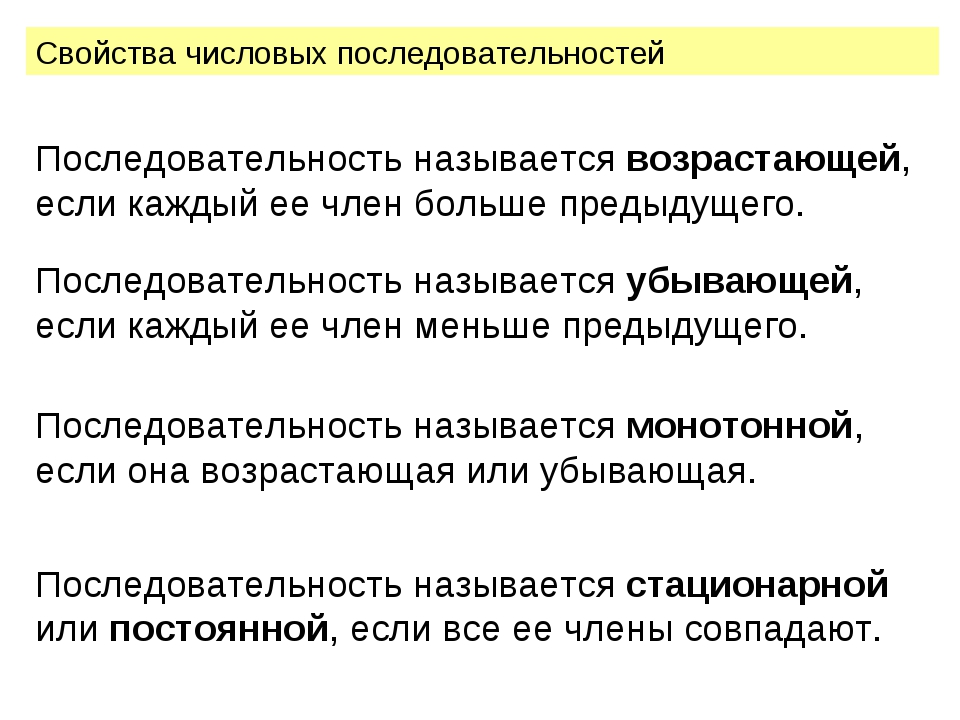 Свойства числовых последовательностей
Последовательность называется возрастающей,
если каждый ее член больше предыдущего.
Последовательность называется убывающей,
если каждый ее член меньше предыдущего.
Последовательность называется монотонной,
если она возрастающая или убывающая.
Последовательность называется стационарной
или постоянной, если все ее члены совпадают.